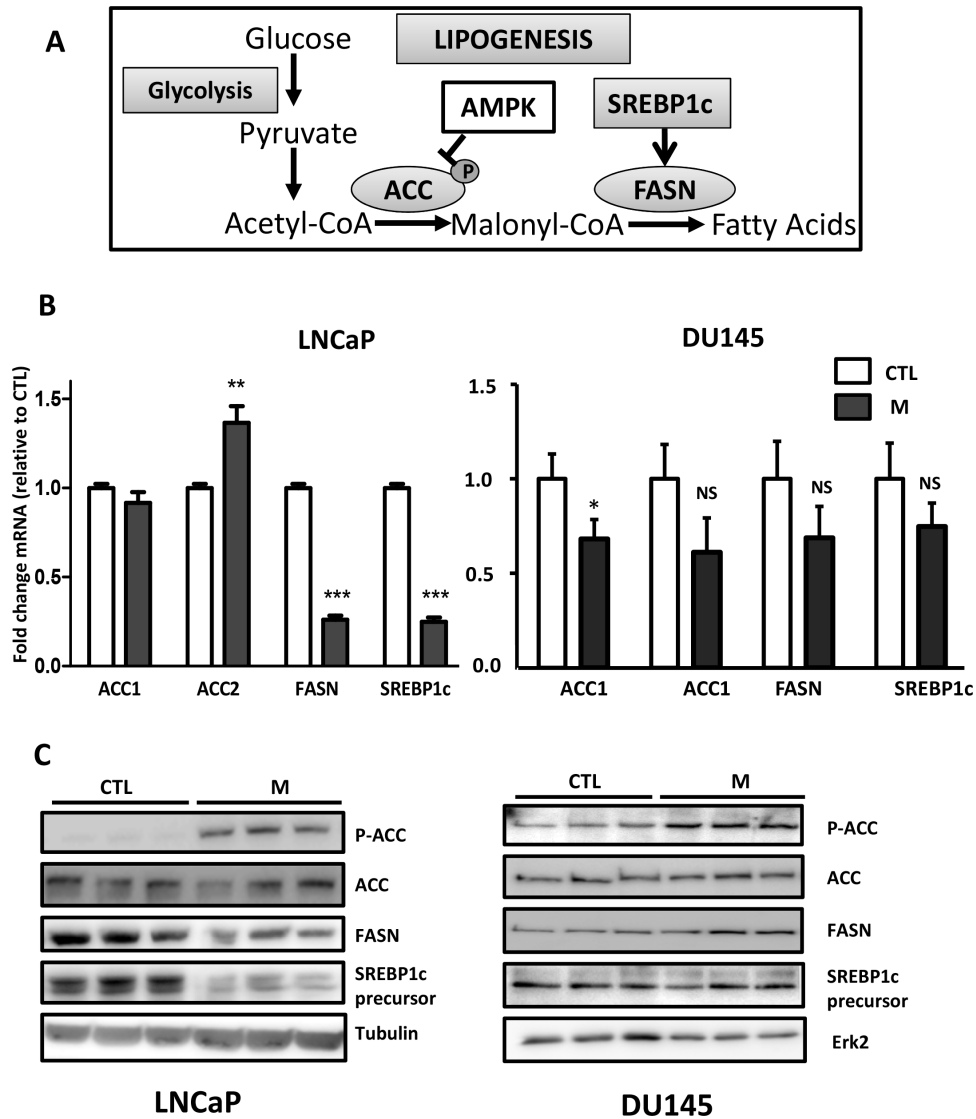 A
Glucose
LIPOGENESIS
Glycolysis
AMPK
SREBP1c
Pyruvate
P
ACC
FASN
Acetyl-CoA
Malonyl-CoA
Fatty Acids
B
LNCaP
Fold change mRNA (relative to CTL)
1.5
1.0
0.5
0.0
**
***
***
ACC1
ACC2
FASN
SREBP1c
DU145
CTL
M
1.5
1.0
0.5
0.0
*
NS
NS
NS
ACC1
ACC1
FASN
SREBP1c
C
CTL
M
P-ACC
ACC
FASN
SREBP1c
precursor
Tubulin
LNCaP
CTL
M
P-ACC
ACC
FASN
SREBP1c
precursor
Erk2
DU145